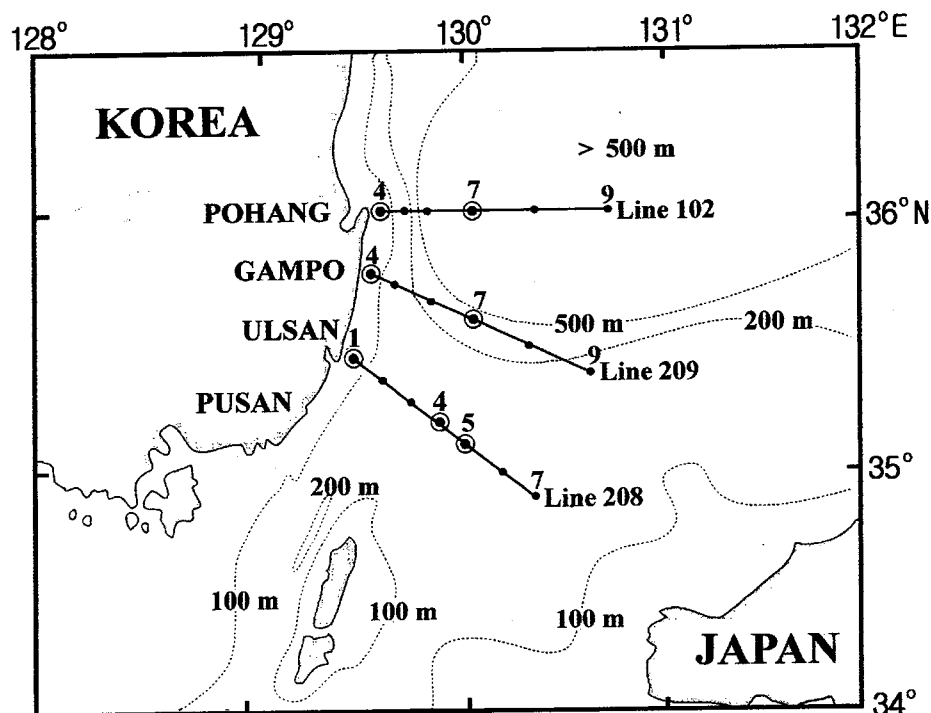 128° 129° 130° 131° 132° E
KOREA
> 500 m
4 7 9
POHANG Line 102 36° N
4
GAMPO
7
ULSAN 500 m 200 m
1 9
Line 209
PUSAN 4
5
35°
200 m 7 Line 208
100 m 100 m 100 m
JAPAN
34°